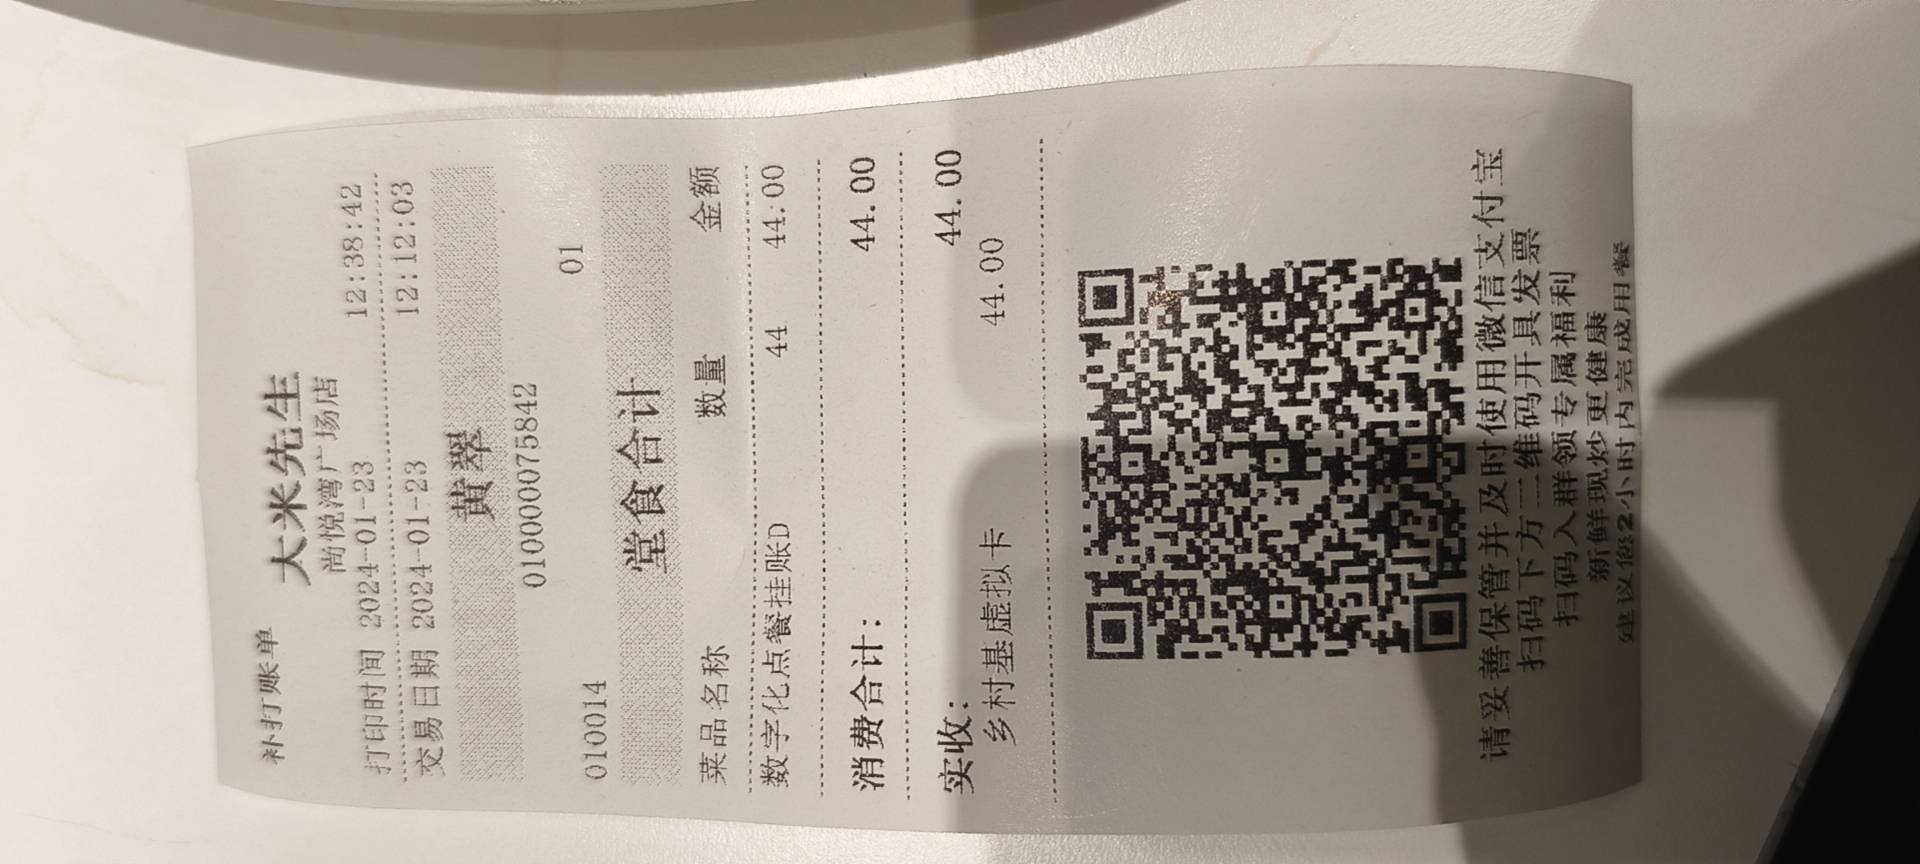 补打账单
大米先生
尚悦湾广场店
打印时间 2024-01-23 12:38:42
交易日期 2024-01-23 12:12:03
黄翠
0100000075842
010014 01
堂食合计
菜品名称 数量 金额
数字化点餐挂账D 44 44.00
消费合计: 44.00
实收: 44.00
乡村基虚拟卡 44.00
请妥善保管并及时使用微信支付宝
扫码下方二维码开具发票
扫码入群领专属福利
新鲜现炒更健康
建议您2小时内完成用餐